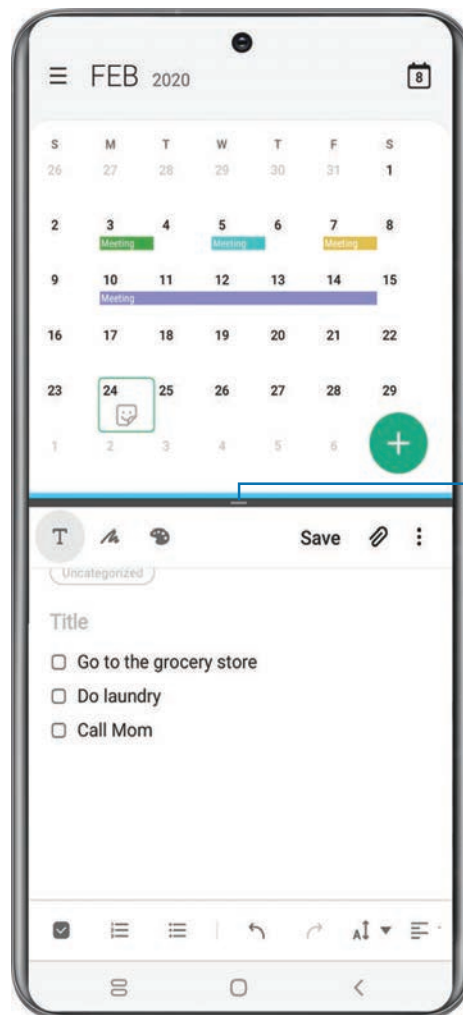 FEB 2020
8
S M T W T F S
26 27 28 29 30 31 1
2 3 4 5 6 7 8
Meeting Meeting Meeting
9 10 11 12 13 14 15
Meeting
16 17 18 19 20 21 22
23 24 25 26 27 28 29
1 2 3 4 5 6
T Save
Uncategorized
Title
Go to the grocery store
Do laundry
Call Mom
A